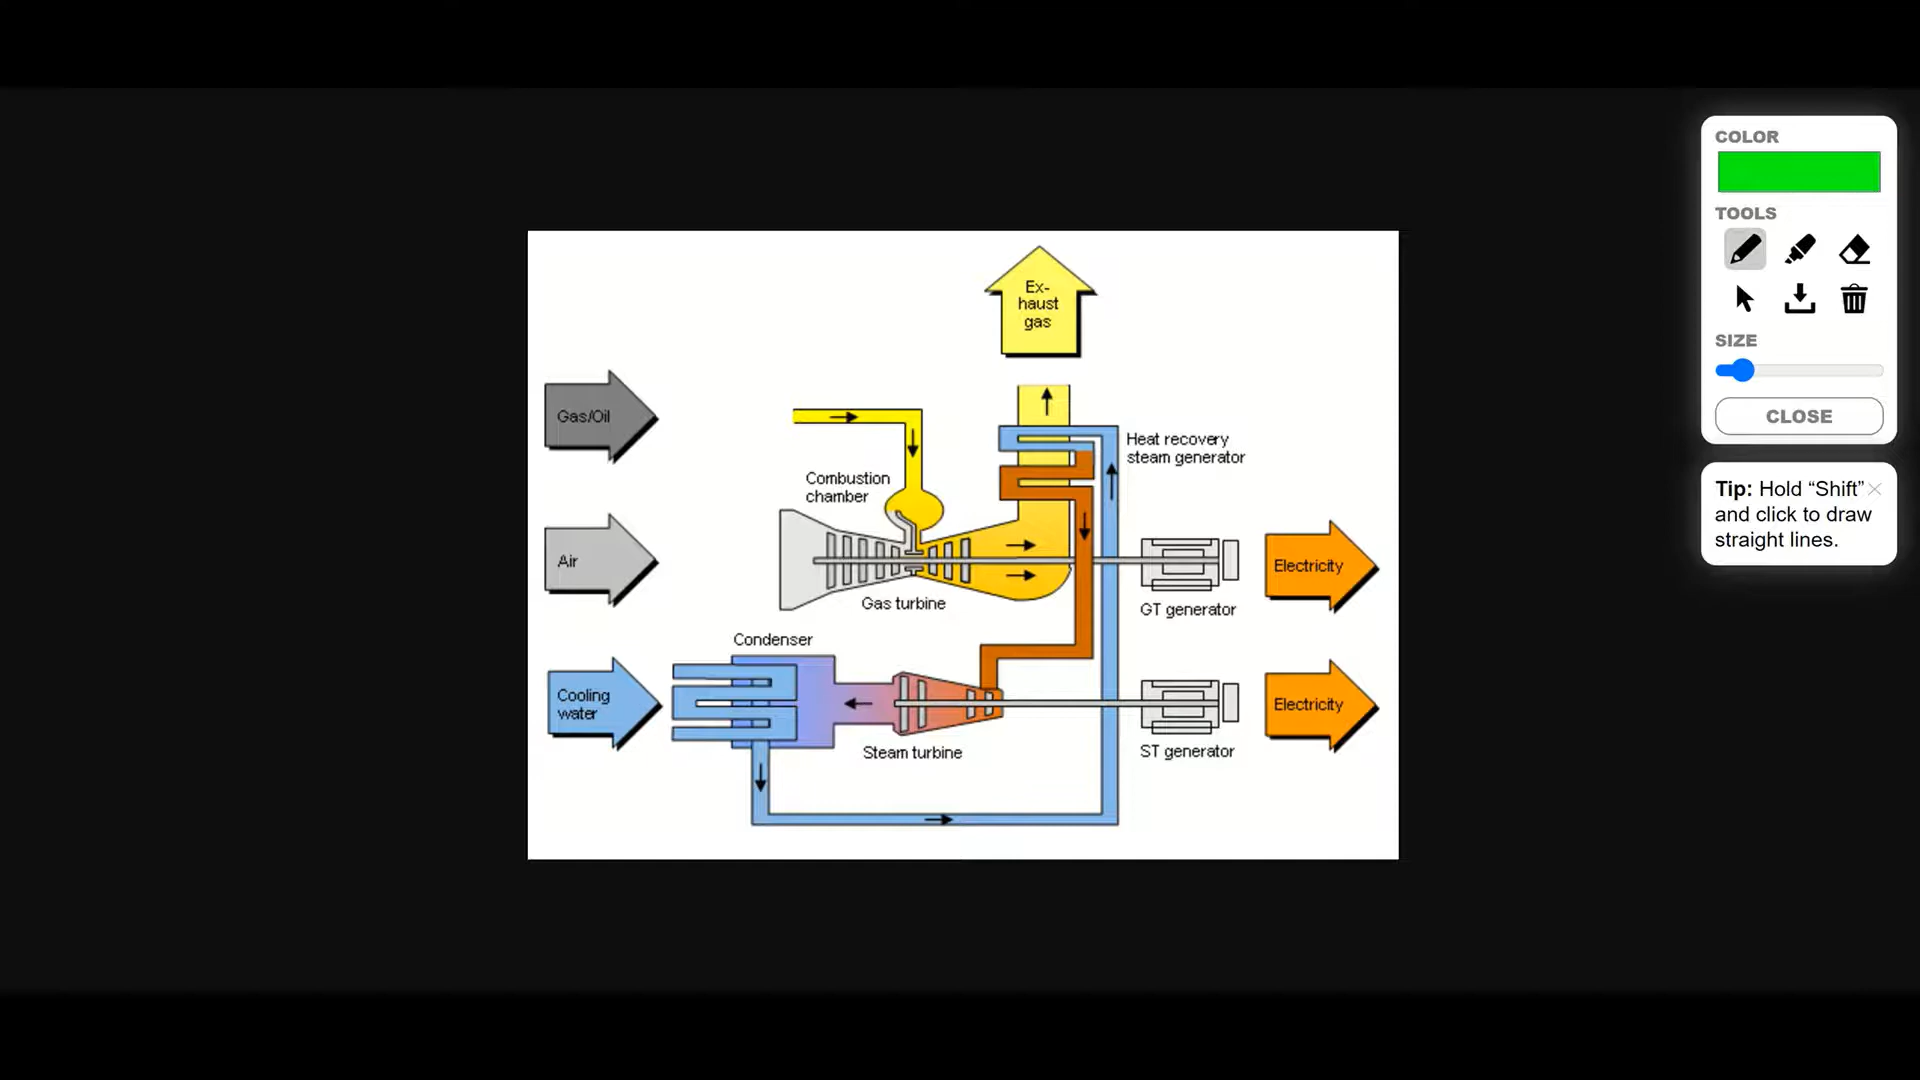 Ex-
haust
gas
Gas/Oil
Heat recovery
steam generator
Combustion
chamber
Air
Electricity
Gas turbine
GT generator
Condenser
Cooling
water
Electricity
Steam turbine
ST generator
COLOR
TOOLS
SIZE
CLOSE
Tip: Hold “Shift”
and click to draw
straight lines.